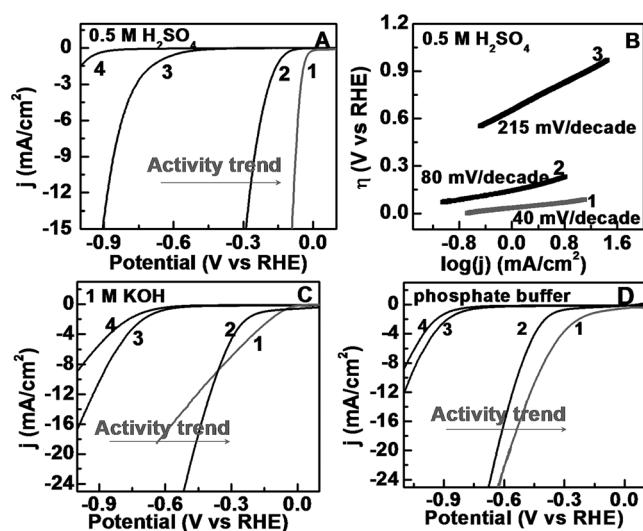 0.5 M H₂SO₄ A
0
-3
-6
-9
-12
-15
j (mA/cm²)
4
3
2
1
Activity trend
-0.9 -0.6 -0.3 0.0
Potential (V vs RHE)
0.5 M H₂SO₄ B
1.2
0.9
0.6
0.3
0.0
η (V vs RHE)
3
215 mV/decade
2
80 mV/decade
1
40 mV/decade
-0.8 0.0 0.8 1.6
log(j) (mA/cm²)
1 M KOH C
0
-4
-8
-12
-16
-20
-24
j (mA/cm²)
4
3
2
1
Activity trend
-0.9 -0.6 -0.3 0.0
Potential (V vs RHE)
phosphate buffer D
0
-4
-8
-12
-16
-20
-24
j (mA/cm²)
4
3
2
1
Activity trend
-0.9 -0.6 -0.3 0.0
Potential (V vs RHE)